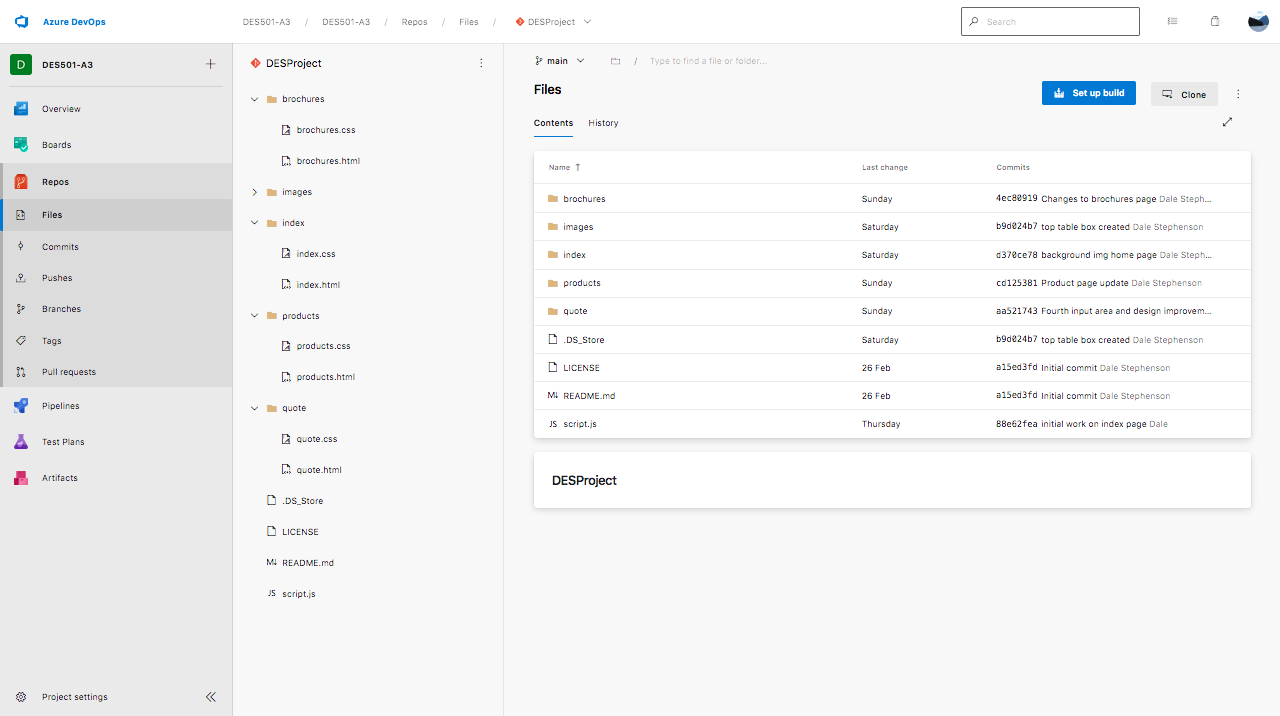 Azure DevOps DES501-A3 / DES501-A3 / Repos / Files / DESProject Search
D DES501-A3 +
Overview
Boards
Repos
Files
Commits
Pushes
Branches
Tags
Pull requests
Pipelines
Test Plans
Artifacts
Project settings
DESProject
brochures
brochures.css
brochures.html
images
index
index.css
index.html
products
products.css
products.html
quote
quote.css
quote.html
.DS_Store
LICENSE
M↓ README.md
JS script.js
main / Type to find a file or folder...
Files
Set up build Clone
Contents History
Name ↑ Last change Commits
brochures Sunday 4ec80919 Changes to brochures page Dale Steph...
images Saturday b9d024b7 top table box created Dale Stephenson
index Saturday d370ce78 background img home page Dale Steph...
products Sunday cd125381 Product page update Dale Stephenson
quote Sunday aa521743 Fourth input area and design improvem...
.DS_Store Saturday b9d024b7 top table box created Dale Stephenson
LICENSE 26 Feb a15ed3fd Initial commit Dale Stephenson
M↓ README.md 26 Feb a15ed3fd Initial commit Dale Stephenson
JS script.js Thursday 88e62fea initial work on index page Dale
DESProject